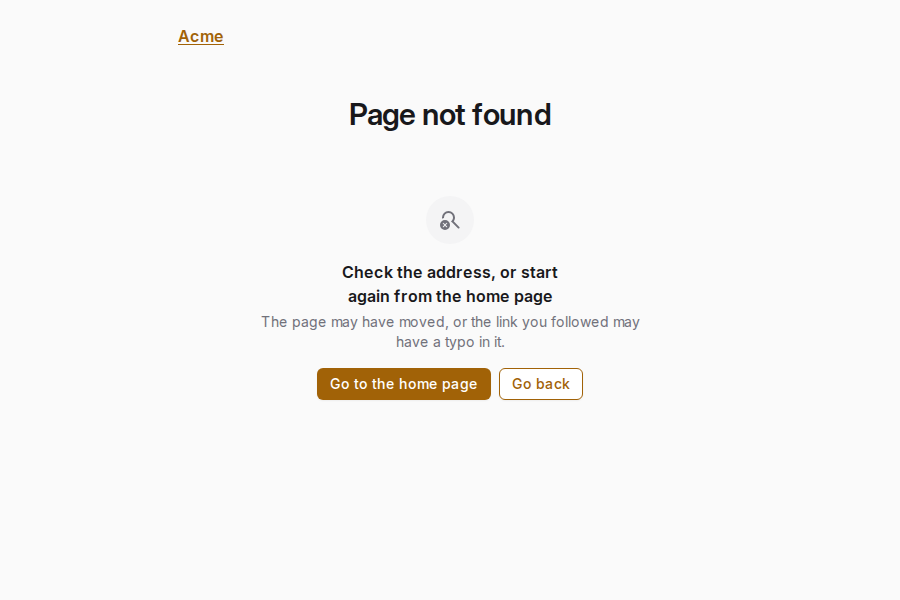 Acme
Page not found
Check the address, or start
again from the home page
The page may have moved, or the link you followed may
have a typo in it.
Go to the home page
Go back